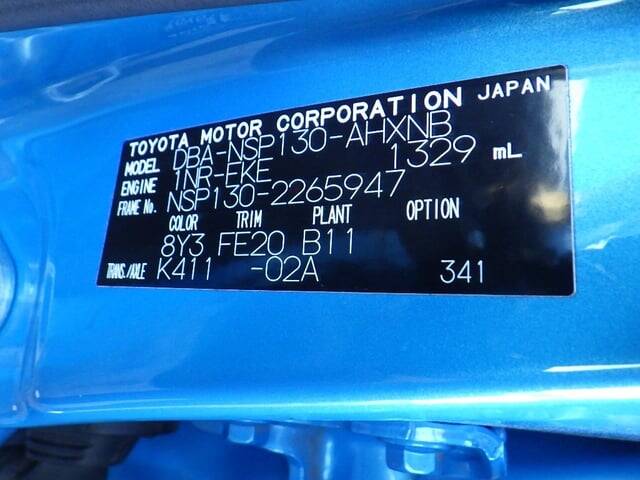 TOYOTA MOTOR CORPORATION JAPAN
MODEL DBA-NSP130-AHXNB
ENGINE 1NR-FKE 1329 mL
FRAME No. NSP130-2265947
COLOR TRIM PLANT OPTION
8Y3 FE20 B11
TRANS./AXLE K411 -02A 341